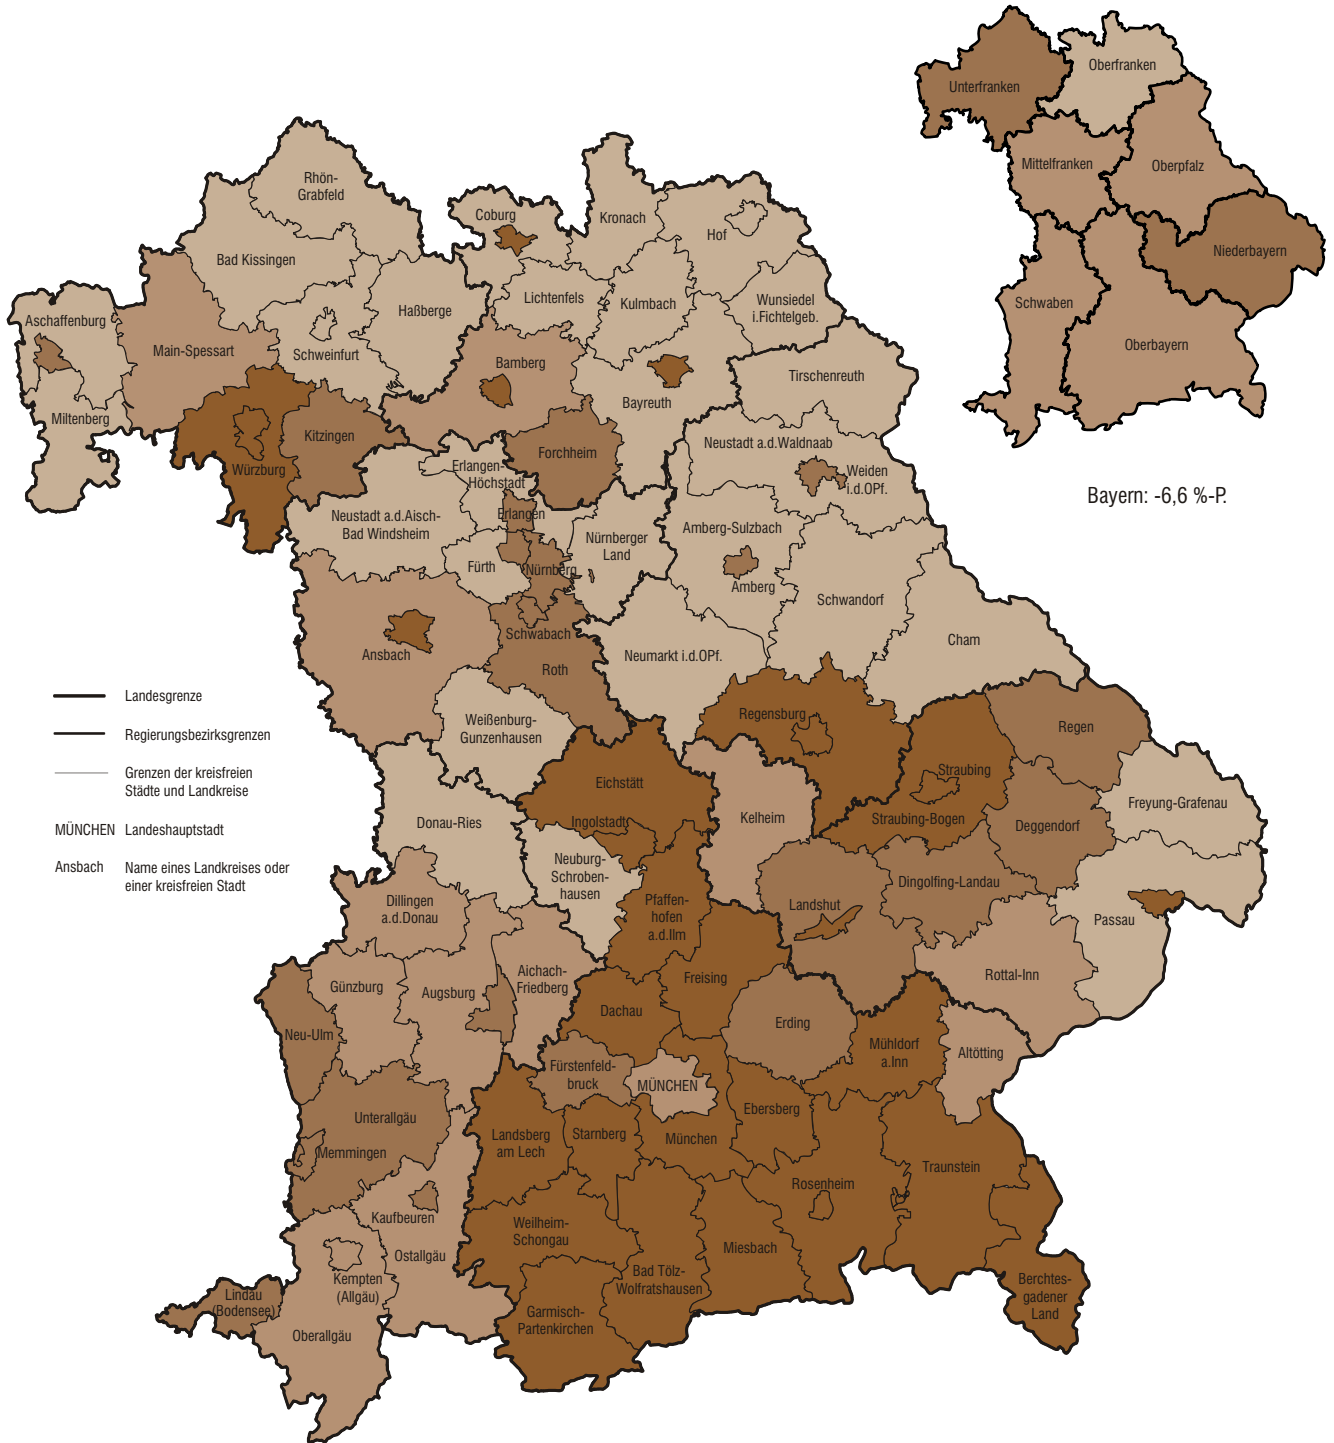 Oberfranken
Unterfranken
Mittelfranken
Oberpfalz
Niederbayern
Schwaben
Oberbayern
Bayern: -6,6 %-P.
Rhön-
Grabfeld
Coburg
Kronach
Hof
Bad Kissingen
Lichtenfels
Kulmbach
Wunsiedel
i.Fichtelgeb.
Haßberge
Aschaffenburg
Main-Spessart
Schweinfurt
Bamberg
Tirschenreuth
Bayreuth
Miltenberg
Kitzingen
Würzburg
Forchheim
Neustadt a.d.Waldnaab
Weiden
i.d.OPf.
Erlangen-
Höchstadt
Erlangen
Neustadt a.d.Aisch-
Bad Windsheim
Nürnberger
Land
Amberg-Sulzbach
Fürth
Nürnberg
Amberg
Schwandorf
Cham
Schwabach
Ansbach
Roth
Neumarkt i.d.OPf.
Landesgrenze
Regierungsbezirksgrenzen
Grenzen der kreisfreien
Städte und Landkreise
MÜNCHEN Landeshauptstadt
Ansbach Name eines Landkreises oder
einer kreisfreien Stadt
Weißenburg-
Gunzenhausen
Regensburg
Regen
Eichstätt
Straubing
Freyung-Grafenau
Donau-Ries
Ingolstadt
Kelheim
Straubing-Bogen
Deggendorf
Neuburg-
Schroben-
hausen
Dillingen
a.d.Donau
Pfaffen-
hofen
a.d.Ilm
Landshut
Dingolfing-Landau
Passau
Aichach-
Friedberg
Günzburg
Augsburg
Freising
Rottal-Inn
Neu-Ulm
Dachau
Erding
Mühldorf
a.Inn
Altötting
Fürstenfeld-
bruck
MÜNCHEN
Ebersberg
Unterallgäu
Landsberg
am Lech
Starnberg
München
Memmingen
Traunstein
Rosenheim
Kaufbeuren
Weilheim-
Schongau
Ostallgäu
Miesbach
Kempten
(Allgäu)
Bad Tölz-
Wolfratshausen
Berchtes-
gadener
Land
Lindau
(Bodensee)
Oberallgäu
Garmisch-
Partenkirchen